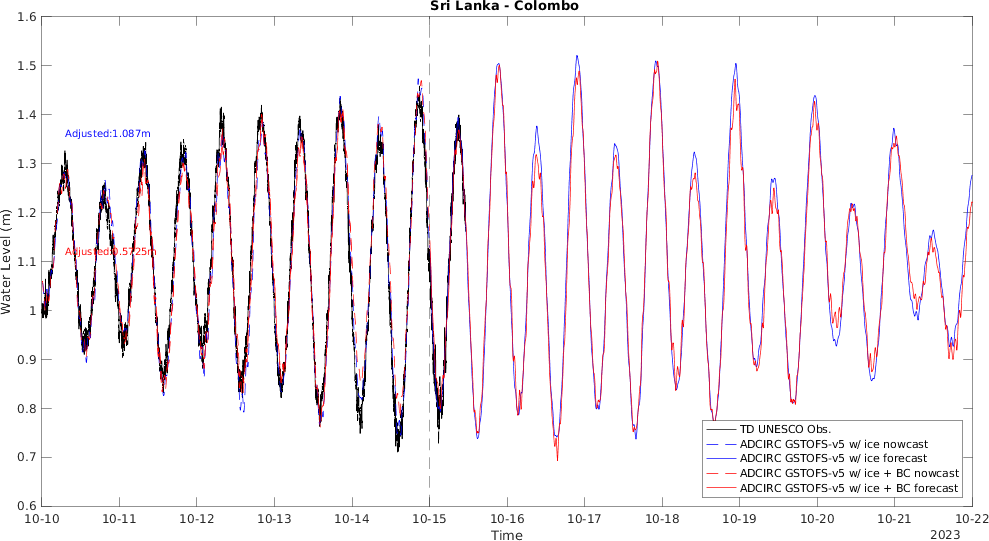 Sri Lanka - Colombo
1.6
1.5
1.4
1.3
1.2
1.1
1
0.9
0.8
0.7
0.6
Water Level (m)
Adjusted:1.087m
Adjusted:0.5725m
TD UNESCO Obs.
ADCIRC GSTOFS-v5 w/ ice nowcast
ADCIRC GSTOFS-v5 w/ ice forecast
ADCIRC GSTOFS-v5 w/ ice + BC nowcast
ADCIRC GSTOFS-v5 w/ ice + BC forecast
10-10 10-11 10-12 10-13 10-14 10-15 10-16 10-17 10-18 10-19 10-20 10-21 10-22
Time
2023